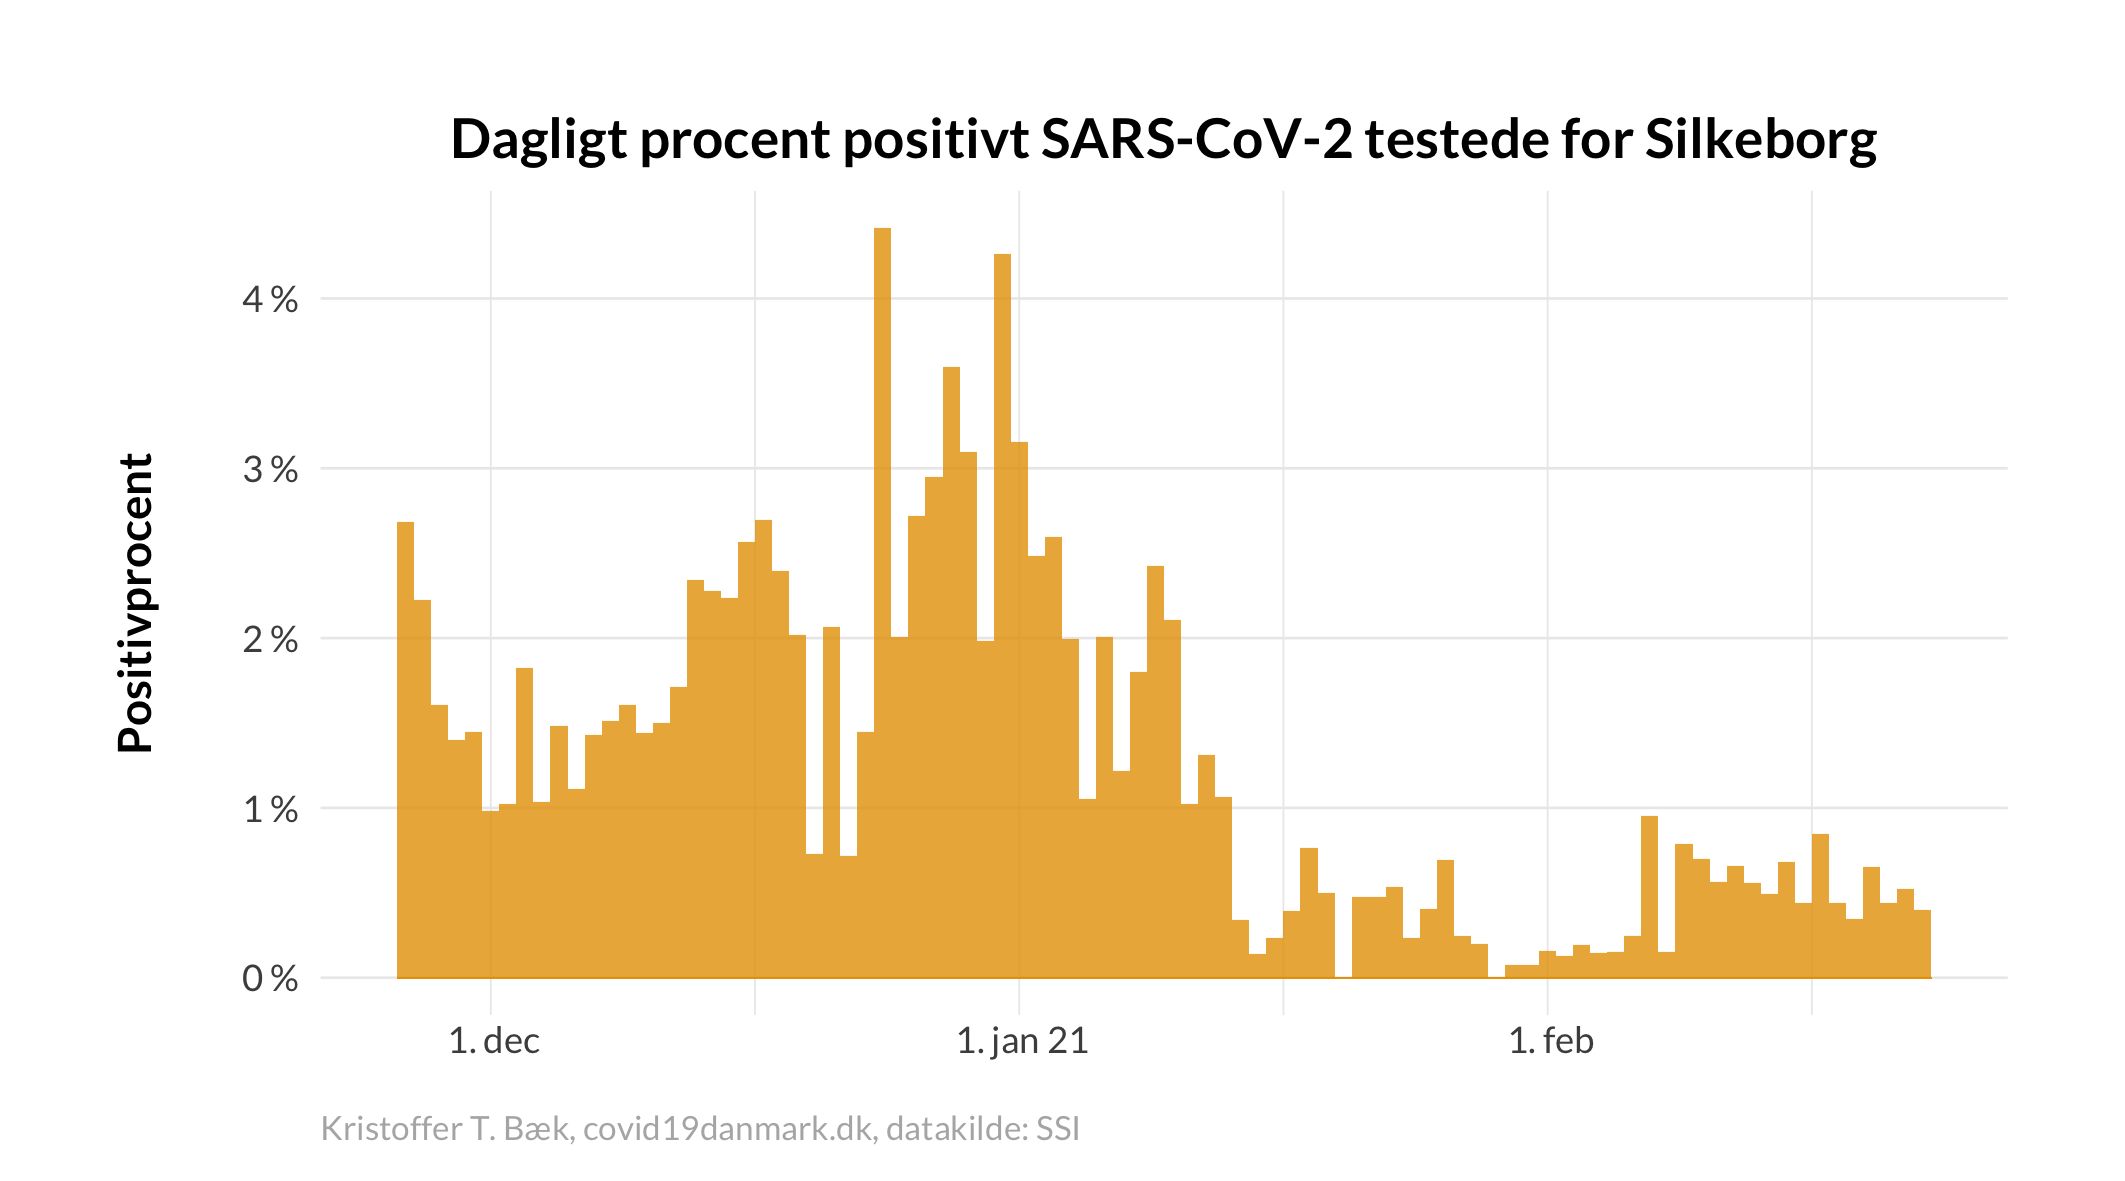 Dagligt procent positivt SARS-CoV-2 testede for Silkeborg
Positivprocent
4 %
3 %
2 %
1 %
0 %
1. dec
1. jan 21
1. feb
Kristoffer T. Bæk, covid19danmark.dk, datakilde: SSI